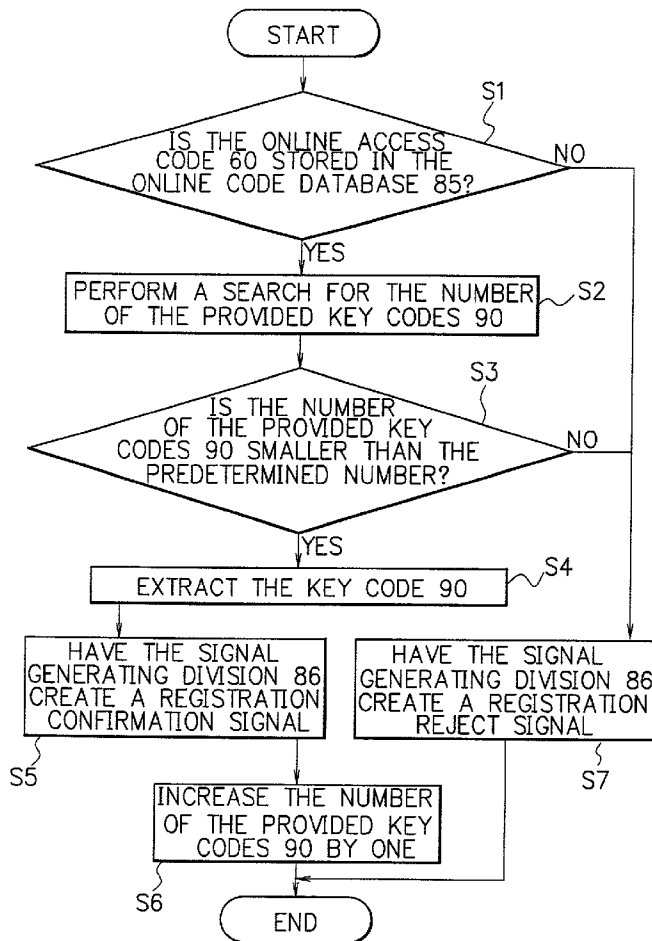 START
S1
IS THE ONLINE ACCESS
CODE 60 STORED IN THE
ONLINE CODE DATABASE 85?
NO
YES
PERFORM A SEARCH FOR THE NUMBER
OF THE PROVIDED KEY CODES 90
S2
S3
IS THE NUMBER
OF THE PROVIDED KEY
CODES 90 SMALLER THAN THE
PREDETERMINED NUMBER?
NO
YES
EXTRACT THE KEY CODE 90
S4
HAVE THE SIGNAL
GENERATING DIVISION 86
CREATE A REGISTRATION
CONFIRMATION SIGNAL
S5
HAVE THE SIGNAL
GENERATING DIVISION 86
CREATE A REGISTRATION
REJECT SIGNAL
S7
INCREASE THE NUMBER
OF THE PROVIDED KEY
CODES 90 BY ONE
S6
END